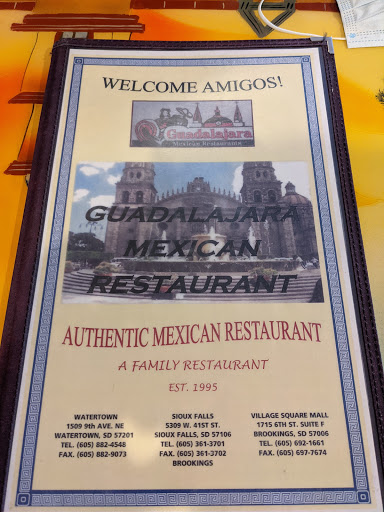 WELCOME AMIGOS!
Guadalajara
Mexican Restaurants
GUADALAJARA
MEXICAN
RESTAURANT
AUTHENTIC MEXICAN RESTAURANT
A FAMILY RESTAURANT
EST. 1995
WATERTOWN
1509 9th AVE. NE
WATERTOWN, SD 57201
TEL. (605) 882-4548
FAX. (605) 882-9073
SIOUX FALLS
5309 W. 41ST ST.
SIOUX FALLS, SD 57106
TEL. (605) 361-3701
FAX. (605) 361-3702
BROOKINGS
VILLAGE SQUARE MALL
1715 6TH ST. SUITE F
BROOKINGS, SD 57006
TEL. (605) 692-1661
FAX. (605) 697-7674